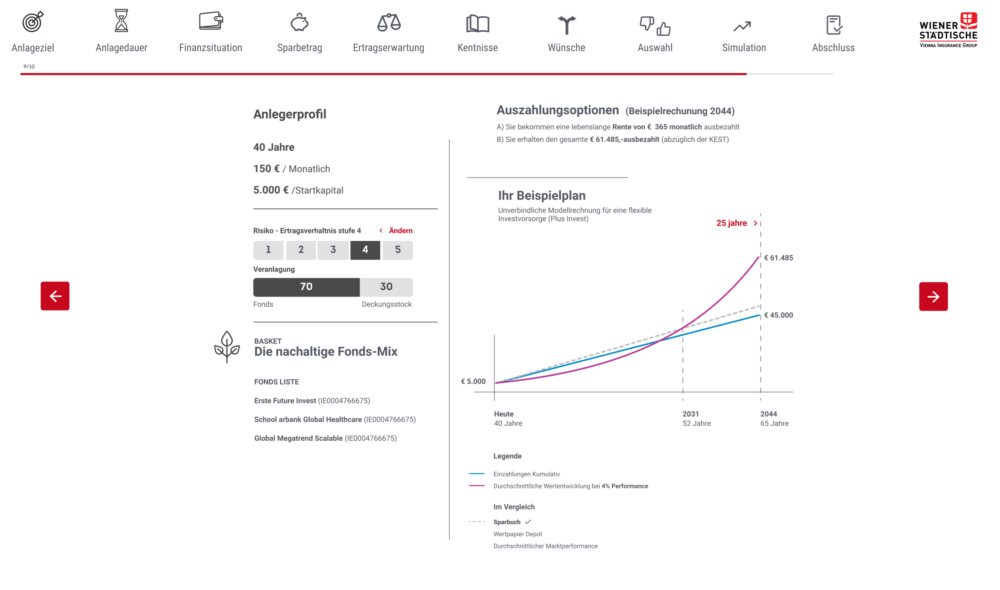 Anlageziel
Anlagedauer
Finanzsituation
Sparbetrag
Ertragserwartung
Kentnisse
Wünsche
Auswahl
Simulation
Abschluss
WIENER
STÄDTISCHE
VIENNA INSURANCE GROUP
9/10
Anlegerprofil
40 Jahre
150 € / Monatlich
5.000 € /Startkapital
Risiko - Ertragsverhaltnis stufe 4
Ändern
1
2
3
4
5
Veranlagung
70
30
Fonds
Deckungsstock
BASKET
Die nachaltige Fonds-Mix
FONDS LISTE
Erste Future Invest (IE0004766675)
School arbank Global Healthcare (IE0004766675)
Global Megatrend Scalable (IE0004766675)
Auszahlungsoptionen (Beispielrechunung 2044)
A) Sie bekommen eine lebenslange Rente von € 365 monatlich ausbezahlt
B) Sie erhalten den gesamte € 61.485,-ausbezahlt (abzüglich der KEST)
Ihr Beispielplan
Unverbindliche Modellrechnung für eine flexible
Investvorsorge (Plus Invest)
25 jahre
€ 61.485
€ 45.000
€ 5.000
Heute
40 Jahre
2031
52 Jahre
2044
65 Jahre
Legende
Einzahlungen Kumulativ
Durchschnittliche Wertentwicklung bei 4% Performance
Im Vergleich
Sparbuch
Wertpapier Depot
Durchschnittlicher Marktperformance